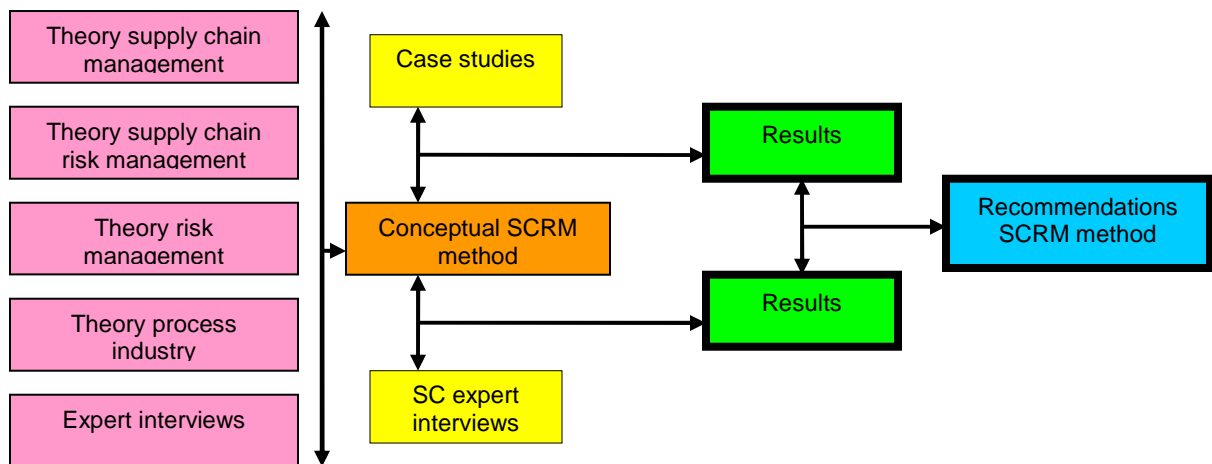 Theory supply chain
management
Theory supply chain
risk management
Theory risk
management
Theory process
industry
Expert interviews
Case studies
Conceptual SCRM
method
SC expert
interviews
Results
Results
Recommendations
SCRM method